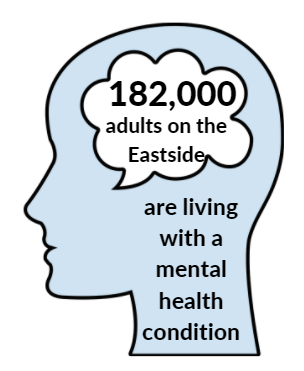 182,000
adults on the
Eastside
are living
with a
mental
health
condition